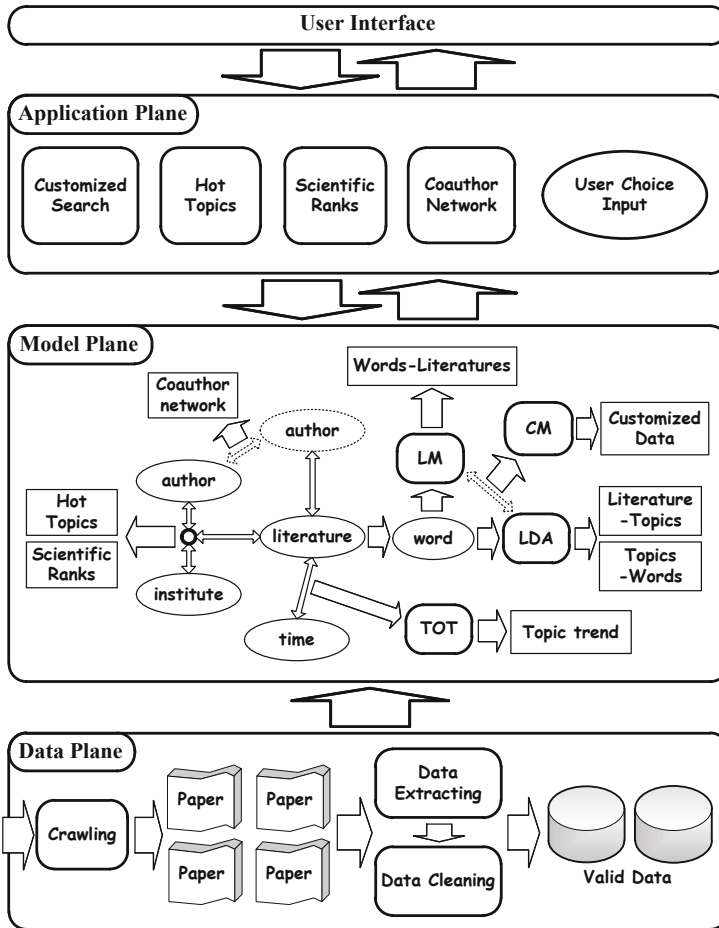 User Interface
Application Plane
Customized
Search
Hot
Topics
Scientific
Ranks
Coauthor
Network
User Choice
Input
Model Plane
Words-Literatures
Coauthor
network
author
CM
Customized
Data
LM
author
Hot
Topics
Literature
-Topics
literature
word
LDA
Scientific
Ranks
Topics
-Words
institute
time
TOT
Topic trend
Data Plane
Crawling
Paper
Paper
Paper
Paper
Data
Extracting
Data Cleaning
Valid Data